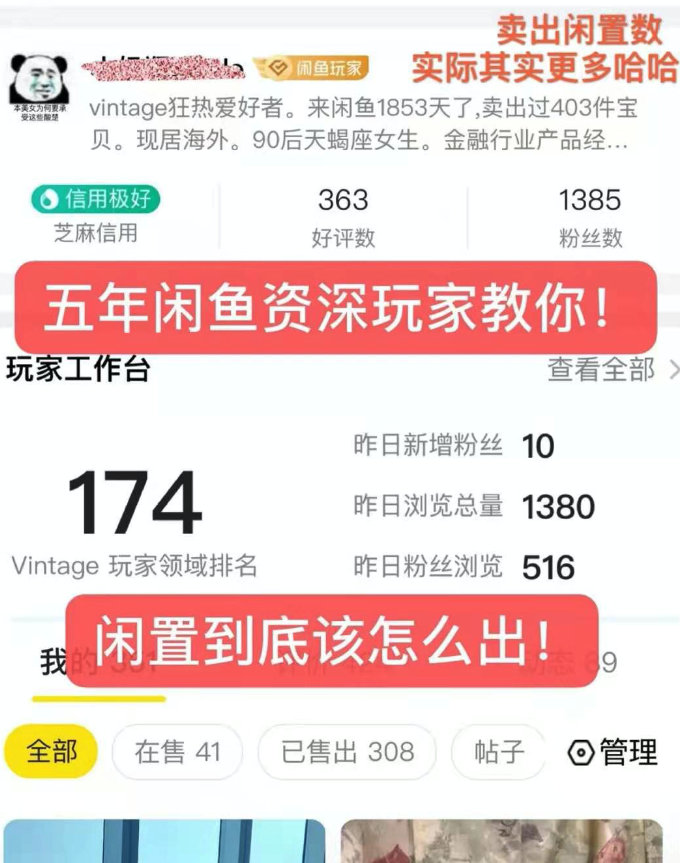 卖出闲置数
实际其实更多哈哈
闲鱼玩家
本美女为何要承
受这些酸楚
vintage狂热爱好者。来闲鱼1853天了,卖出过403件宝
贝。现居海外。90后天蝎座女生。金融行业产品经...
信用极好
363
1385
芝麻信用
好评数
粉丝数
五年闲鱼资深玩家教你！
玩家工作台
查看全部
昨日新增粉丝 10
174
昨日浏览总量 1380
Vintage 玩家领域排名
昨日粉丝浏览 516
闲置到底该怎么出！
我的
89
全部
在售 41
已售出 308
帖子
管理